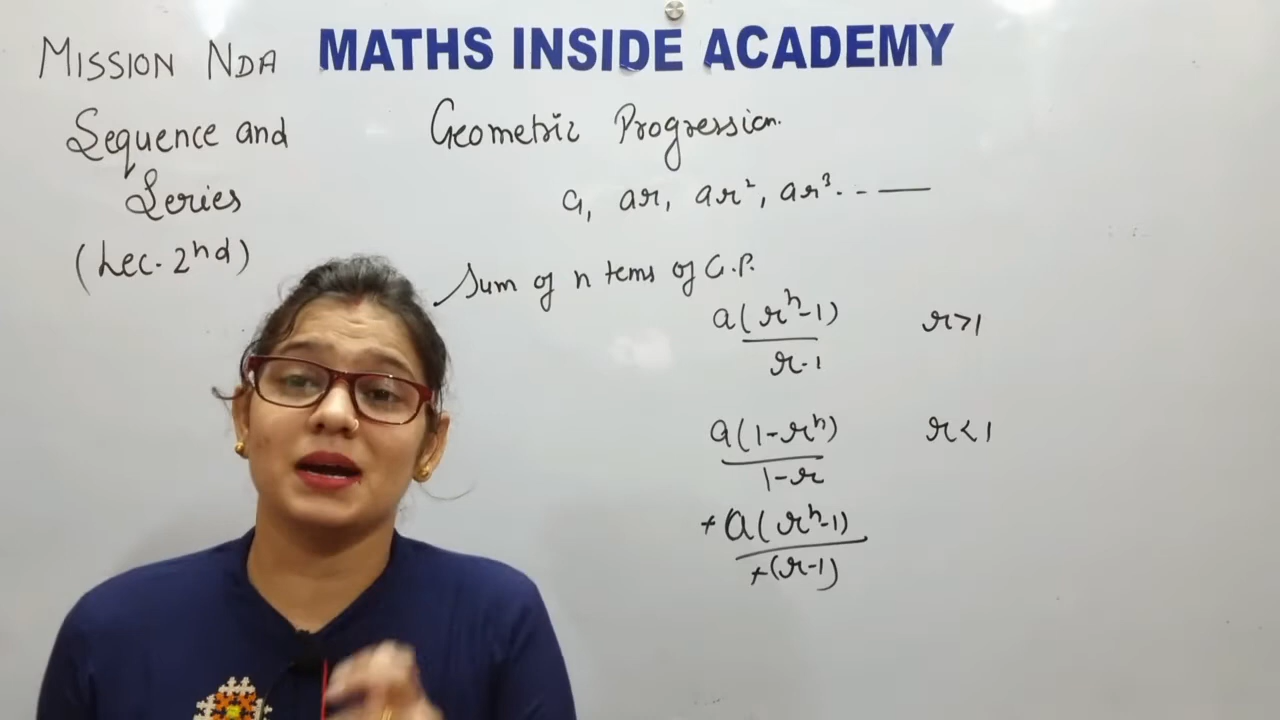 MISSION NDA
MATHS INSIDE ACADEMY
Sequence and
Series
(Lec. 2nd)
Geometric Progression.
a, ar, ar², ar³. - - —
Sum of n tems of G.P.
a(rⁿ-1)
r-1
r>1
a(1-rⁿ)
1-r
r<1
+a(rⁿ-1)
+(r-1)